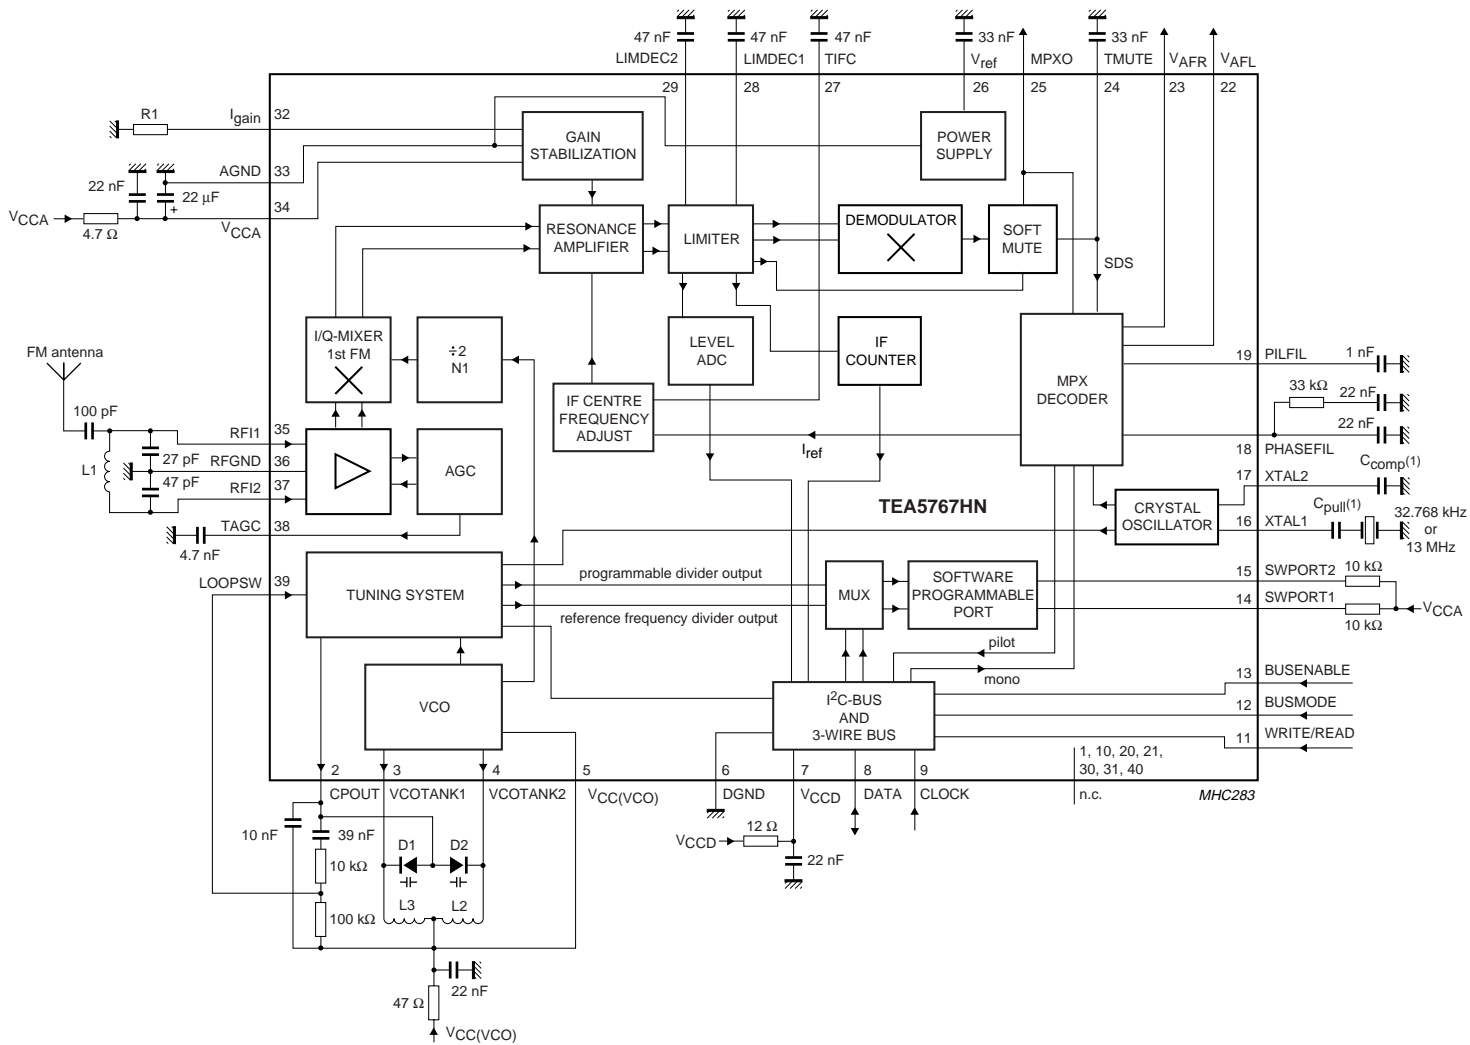 47 nF
47 nF
47 nF
33 nF
33 nF
LIMDEC2
LIMDEC1
TIFC
Vref
MPXO
TMUTE
VAFR
VAFL
29
28
27
26
25
24
23
22
R1
Igain
32
GAIN
STABILIZATION
POWER
SUPPLY
AGND
33
22 nF
22 μF
+
34
VCCA
4.7 Ω
VCCA
RESONANCE
AMPLIFIER
LIMITER
DEMODULATOR
SOFT
MUTE
SDS
I/Q-MIXER
1st FM
÷2
N1
LEVEL
ADC
IF
COUNTER
MPX
DECODER
19
PILFIL
1 nF
FM antenna
33 kΩ
22 nF
IF CENTRE
FREQUENCY
ADJUST
100 pF
35
RFI1
Iref
22 nF
18
PHASEFIL
27 pF
RFGND
36
L1
AGC
47 pF
RFI2
37
TEA5767HN
17
XTAL2
Ccomp(1)
CRYSTAL
OSCILLATOR
Cpull(1)
32.768 kHz
or
13 MHz
16
XTAL1
TAGC
38
4.7 nF
LOOPSW
39
TUNING SYSTEM
programmable divider output
reference frequency divider output
MUX
SOFTWARE
PROGRAMMABLE
PORT
15
SWPORT2
10 kΩ
14
SWPORT1
10 kΩ
VCCA
pilot
mono
VCO
I2C-BUS
AND
3-WIRE BUS
13
BUSENABLE
12
BUSMODE
11
WRITE/READ
1, 10, 20, 21,
30, 31, 40
n.c.
2
3
4
5
6
7
8
9
CPOUT
VCOTANK1
VCOTANK2
VCC(VCO)
DGND
VCCD
DATA
CLOCK
MHC283
10 nF
39 nF
D1
D2
VCCD
12 Ω
22 nF
10 kΩ
L3
L2
100 kΩ
22 nF
47 Ω
VCC(VCO)